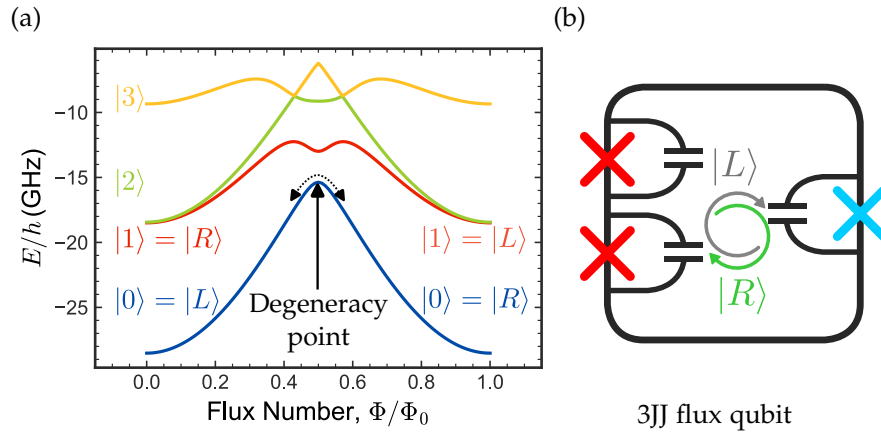 (a)
(b)
E/h (GHz)
−10
−15
−20
−25
|3⟩
|2⟩
|1⟩ = |R⟩
|1⟩ = |L⟩
|0⟩ = |L⟩
|0⟩ = |R⟩
Degeneracy
point
0.0 0.2 0.4 0.6 0.8 1.0
Flux Number, Φ/Φ₀
|L⟩
|R⟩
3JJ flux qubit